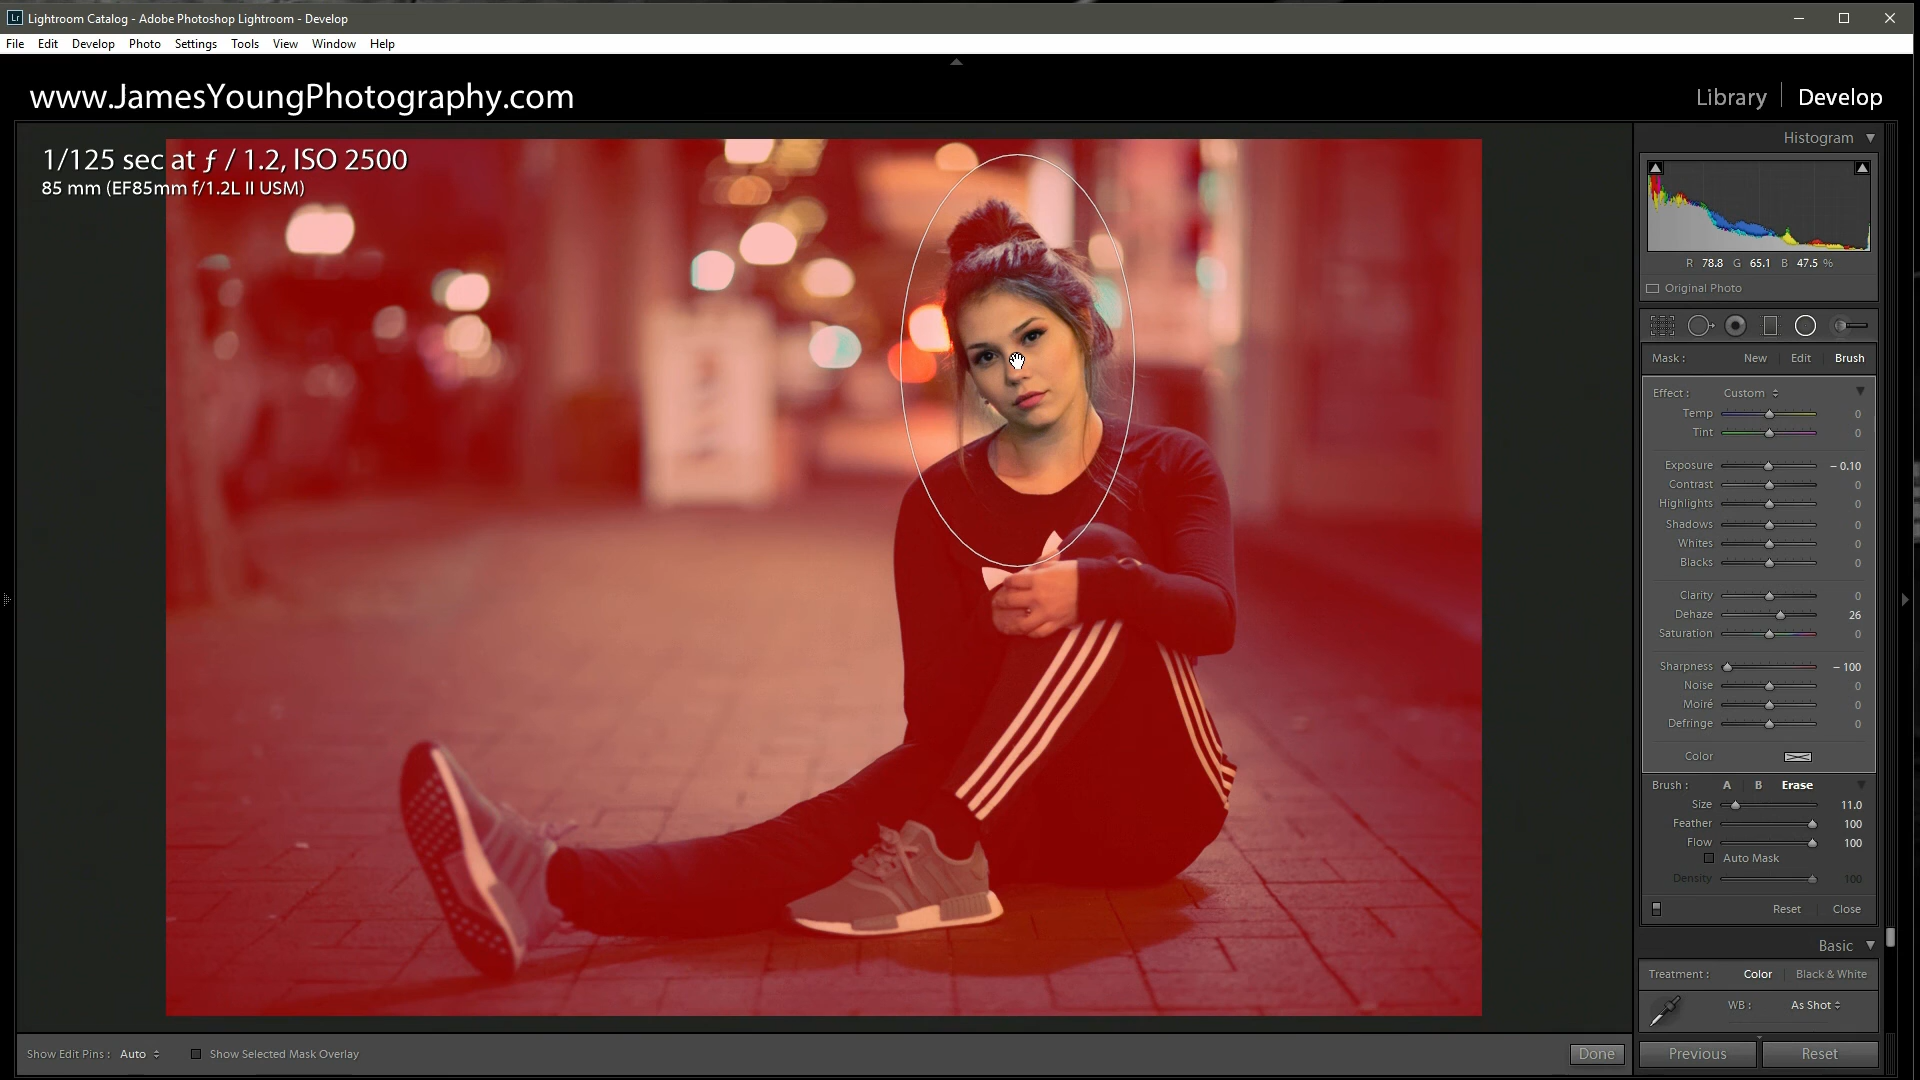 Lightroom Catalog - Adobe Photoshop Lightroom - Develop
File Edit Develop Photo Settings Tools View Window Help
www.JamesYoungPhotography.com
Library Develop
1/125 sec at ƒ / 1.2, ISO 2500
85 mm (EF85mm f/1.2L II USM)
Histogram
R 78.8 G 65.1 B 47.5 %
Original Photo
Mask : New Edit Brush
Effect : Custom
Temp 0
Tint 0
Exposure – 0.10
Contrast 0
Highlights 0
Shadows 0
Whites 0
Blacks 0
Clarity 0
Dehaze 26
Saturation 0
Sharpness – 100
Noise 0
Moiré 0
Defringe 0
Color
Brush : A B Erase
Size 11.0
Feather 100
Flow 100
Auto Mask
Density 100
Reset Close
Basic
Treatment : Color Black & White
WB : As Shot
Show Edit Pins : Auto Show Selected Mask Overlay Done
Previous Reset